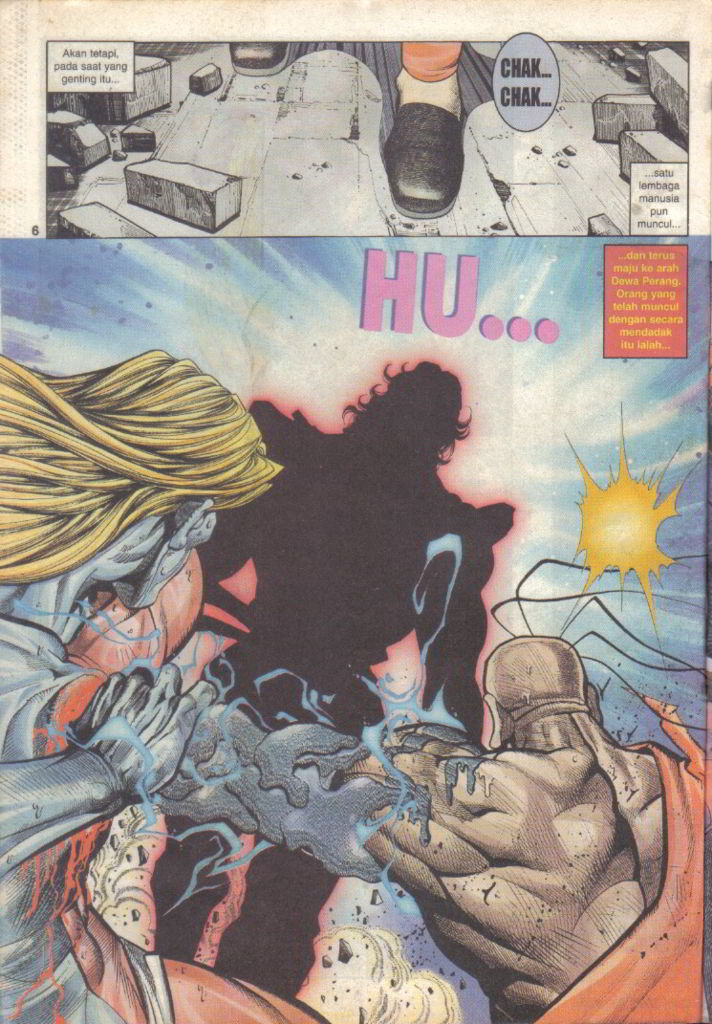 Akan tetapi,
pada saat yang
genting itu...
CHAK...
CHAK...
...satu
lembaga
manusia
pun
muncul...
6
HU...
...dan terus
maju ke arah
Dewa Perang.
Orang yang
telah muncul
dengan secara
mendadak
itu ialah...